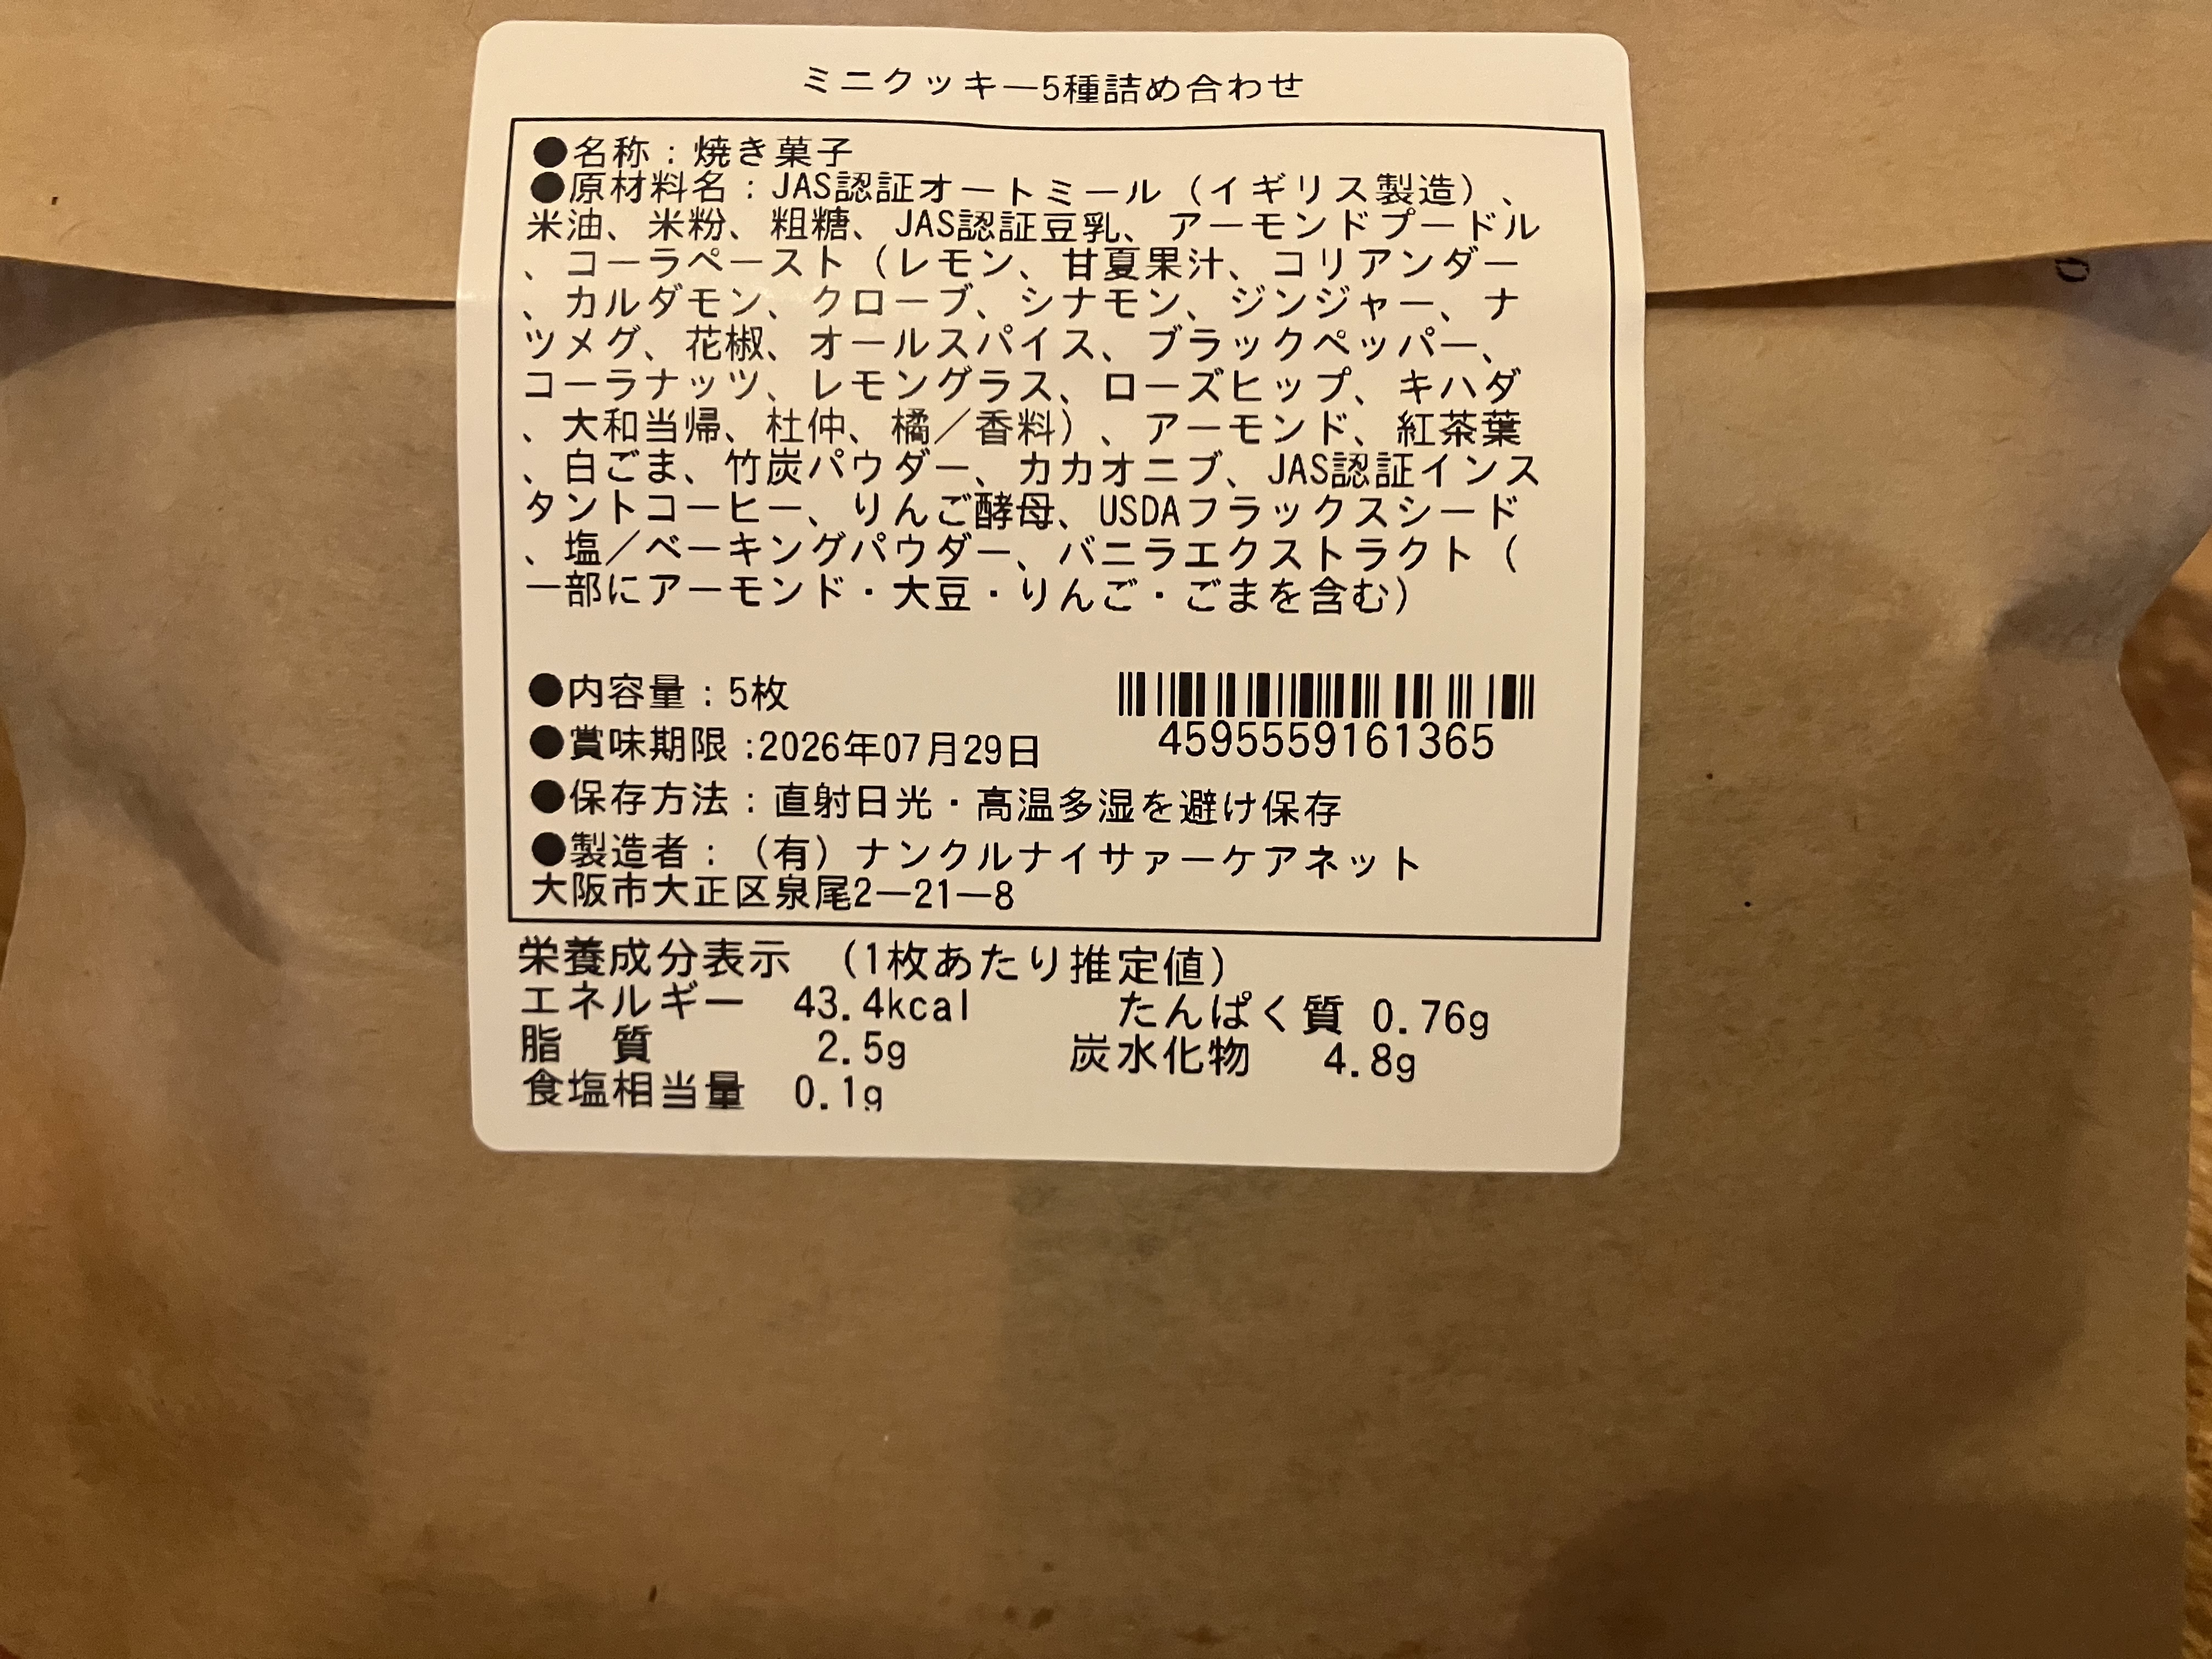 ミニクッキー5種詰め合わせ
●名称：焼き菓子
●原材料名：JAS認証オートミール（イギリス製造）、
米油、米粉、粗糖、JAS認証豆乳、アーモンドプードル
、コーラペースト（レモン、甘夏果汁、コリアンダー
、カルダモン、クローブ、シナモン、ジンジャー、ナ
ツメグ、花椒、オールスパイス、ブラックペッパー、
コーラナッツ、レモングラス、ローズヒップ、キハダ
、大和当帰、杜仲、橘／香料）、アーモンド、紅茶葉
、白ごま、竹炭パウダー、カカオニブ、JAS認証インス
タントコーヒー、りんご酵母、USDAフラックスシード
、塩／ベーキングパウダー、バニラエクストラクト（
一部にアーモンド・大豆・りんご・ごまを含む）
●内容量：5枚
4595559161365
●賞味期限：2026年07月29日
●保存方法：直射日光・高温多湿を避け保存
●製造者：（有）ナンクルナイサァーケアネット
大阪市大正区泉尾2―21―8
栄養成分表示　（1枚あたり推定値）
エネルギー　43.4kcal　たんぱく質 0.76g
脂　質　2.5g　炭水化物　4.8g
食塩相当量　0.1g